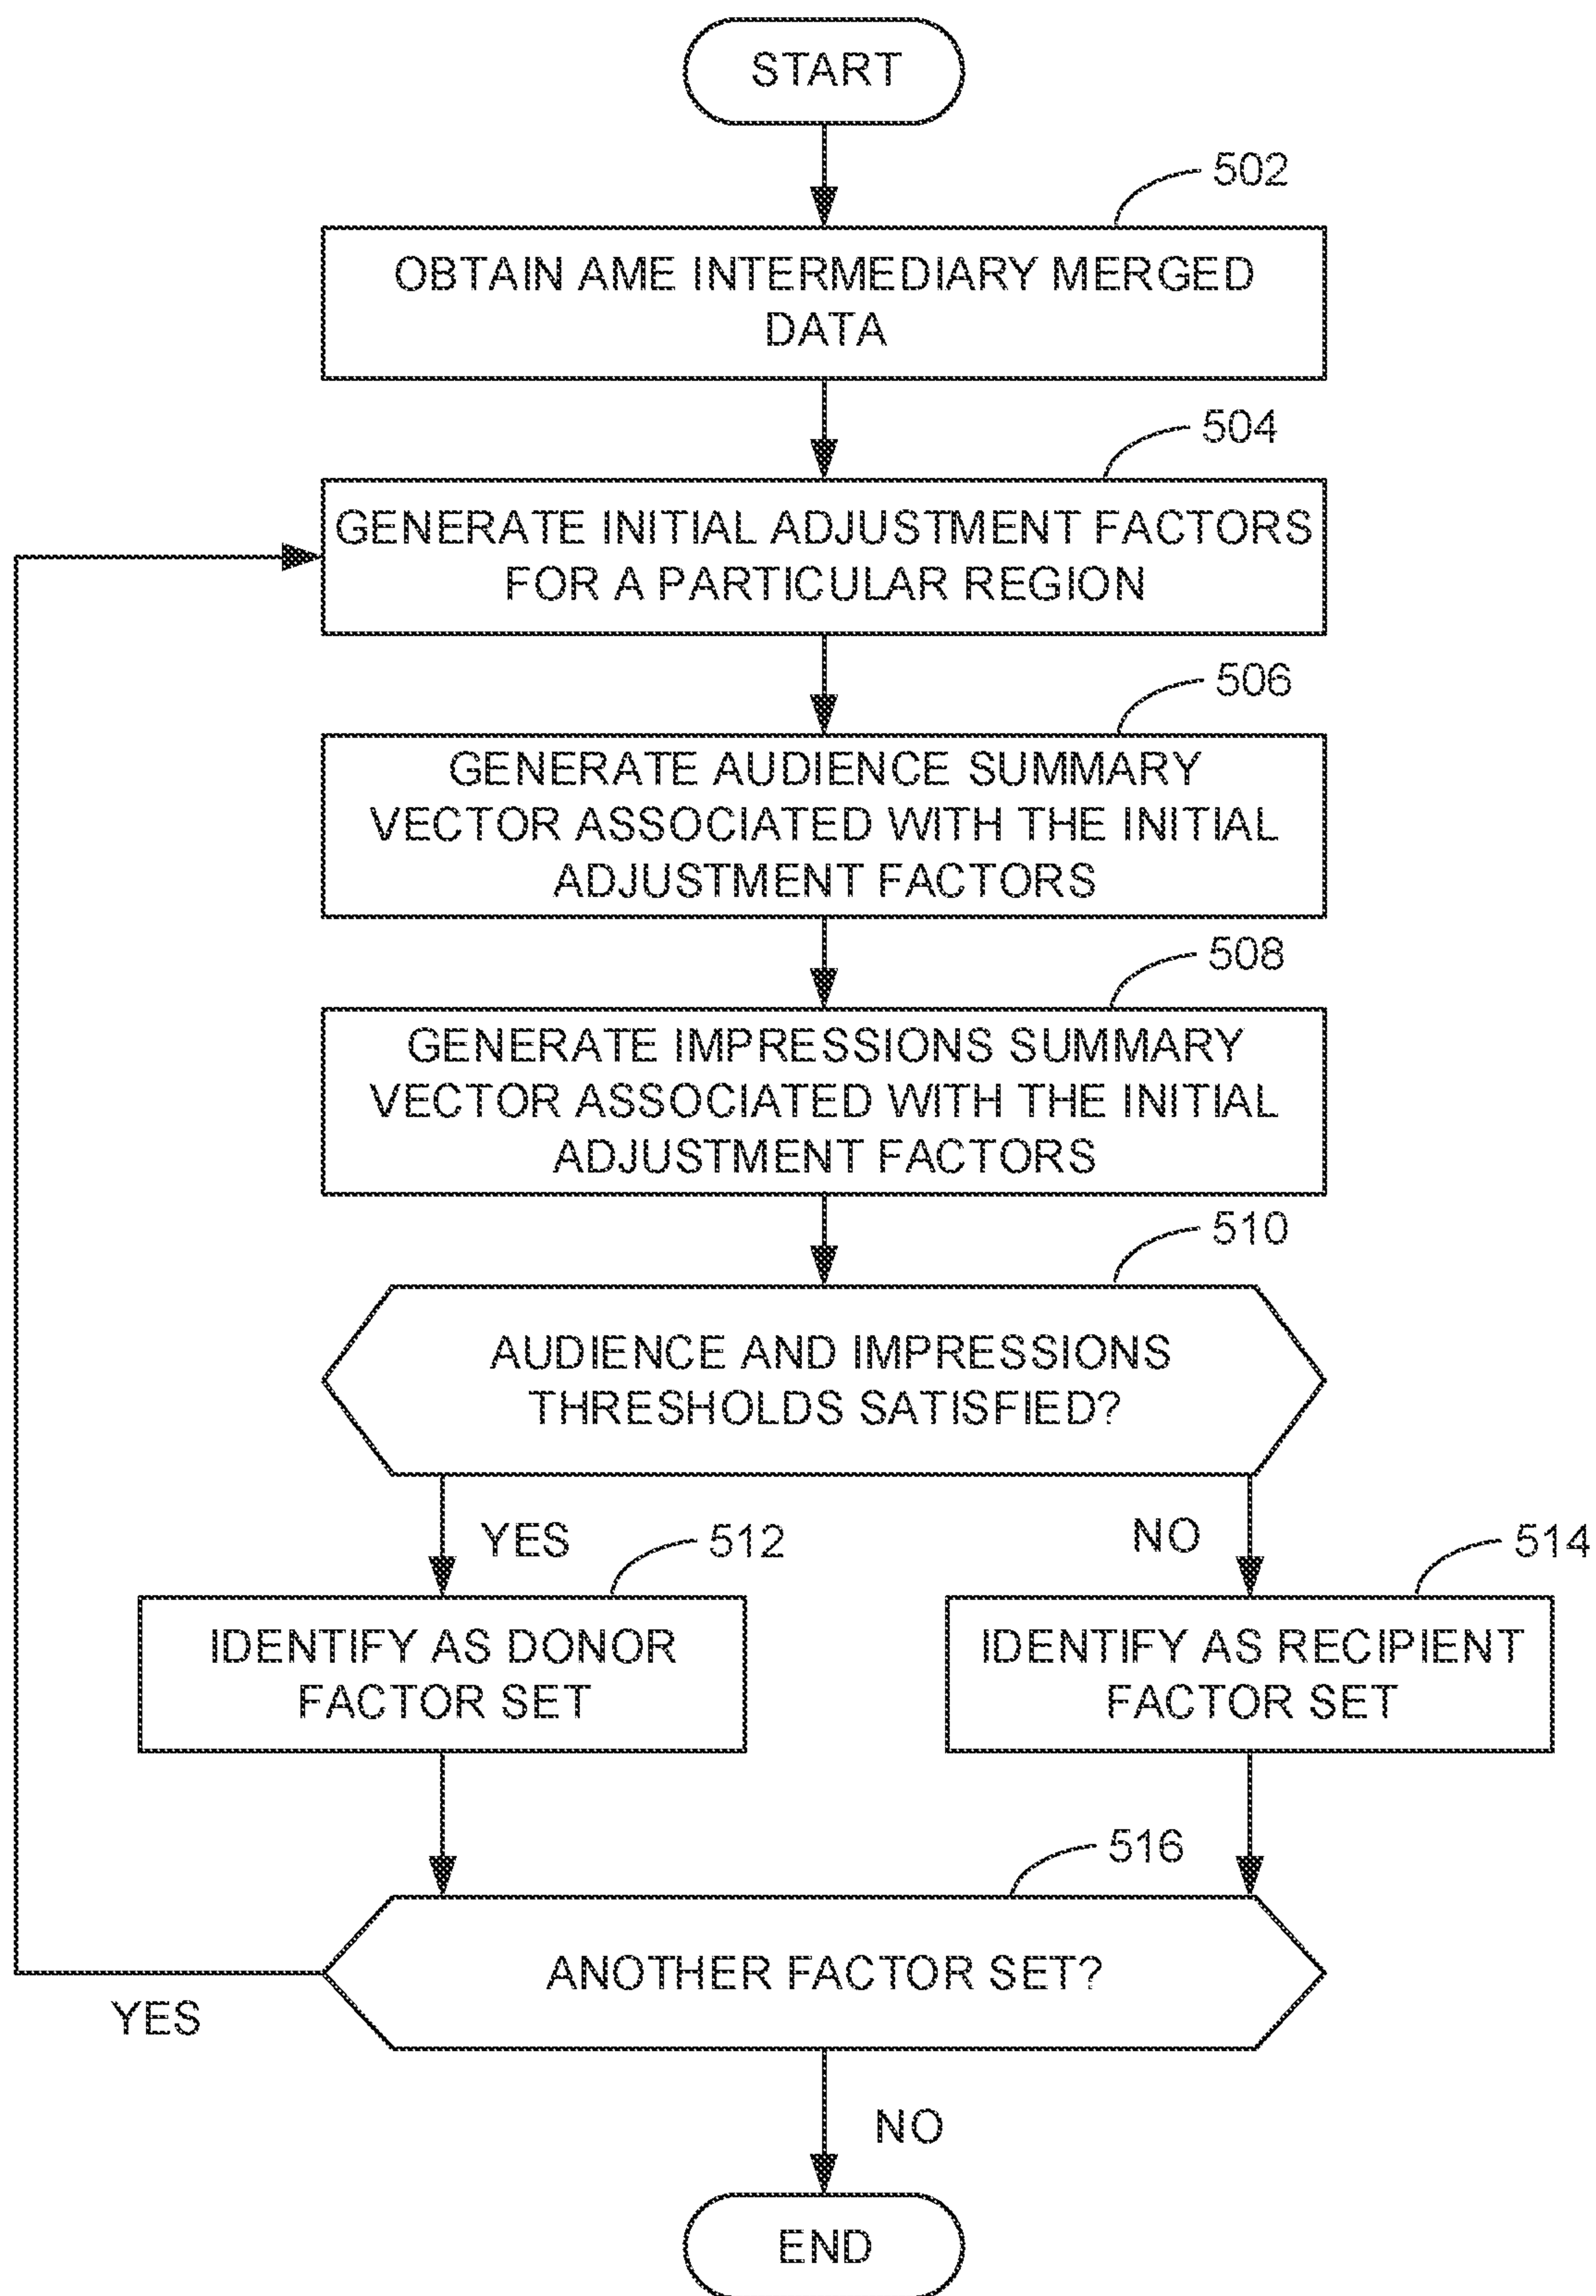 START
502
OBTAIN AME INTERMEDIARY MERGED
DATA
504
GENERATE INITIAL ADJUSTMENT FACTORS
FOR A PARTICULAR REGION
506
GENERATE AUDIENCE SUMMARY
VECTOR ASSOCIATED WITH THE INITIAL
ADJUSTMENT FACTORS
508
GENERATE IMPRESSIONS SUMMARY
VECTOR ASSOCIATED WITH THE INITIAL
ADJUSTMENT FACTORS
510
AUDIENCE AND IMPRESSIONS
THRESHOLDS SATISFIED?
YES
512
NO
514
IDENTIFY AS DONOR
FACTOR SET
IDENTIFY AS RECIPIENT
FACTOR SET
516
ANOTHER FACTOR SET?
YES
NO
END